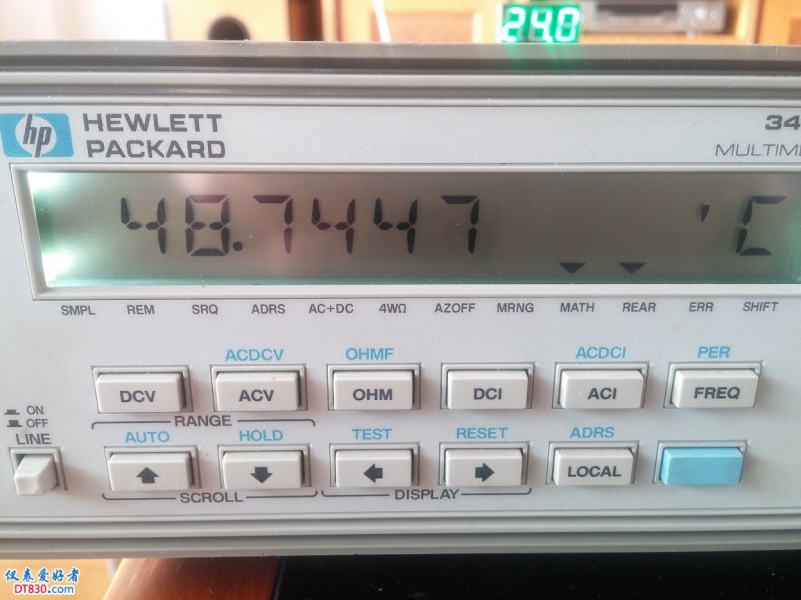 24.0
hp HEWLETT
PACKARD
34
MULTIM
48.7447 'C
SMPL REM SRQ ADRS AC+DC 4WΩ AZOFF MRNG MATH REAR ERR SHIFT
ACDCV OHMF ACDCI PER
DCV ACV OHM DCI ACI FREQ
ON
OFF
LINE
RANGE
AUTO HOLD TEST RESET ADRS
LOCAL
SCROLL DISPLAY
仪表爱好者
DT830.com